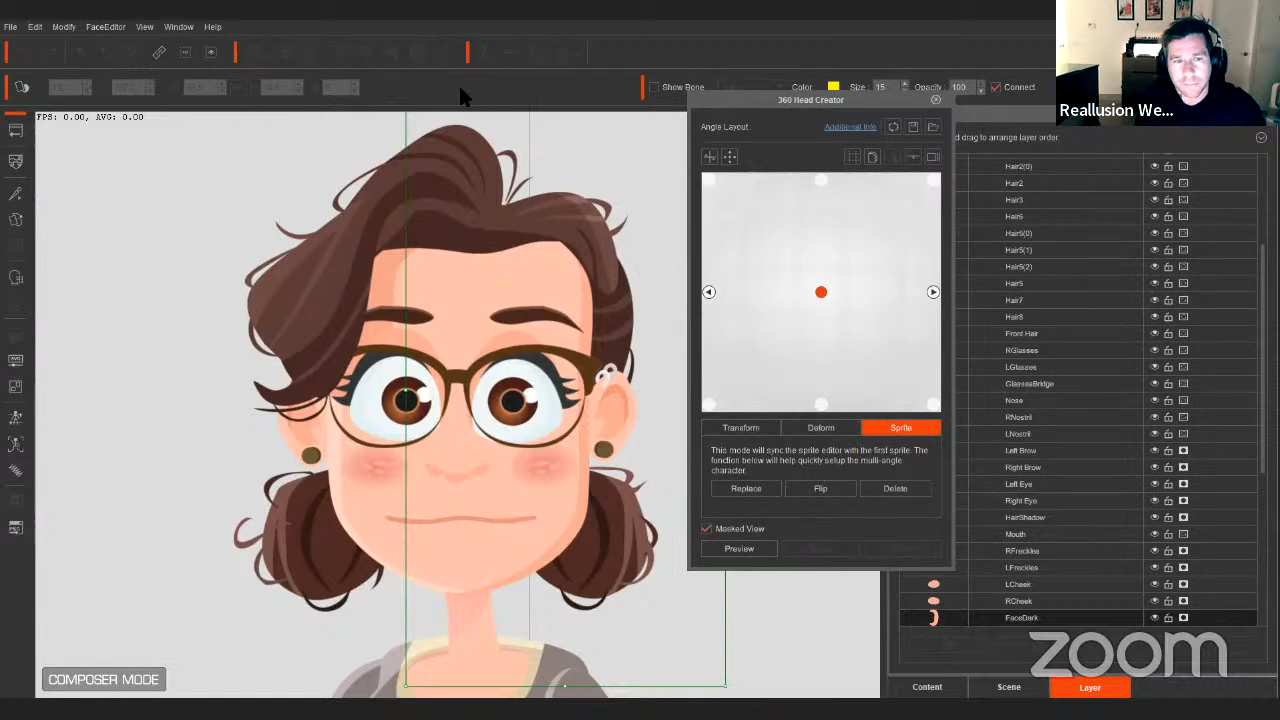 File Edit Modify FaceEditor View Window Help
Show Bone Color Size 15 Opacity 100 Connect
Reallusion We...
FPS: 0.00, AVG: 0.00
360 Head Creator
Angle Layout: Additional Info
Transform Deform Sprite
This mode will sync the sprite editor with the first sprite. The
function below will help quickly setup the multi-angle
character.
Replace Flip Delete
Masked View
Preview
d drag to arrange layer order.
Hair2(0)
Hair2
Hair3
Hair6
Hair5(0)
Hair5(1)
Hair5(2)
Hair5
Hair7
Hair8
Front Hair
RGlasses
LGlasses
GlassesBridge
Nose
RNostril
LNostril
Left Brow
Right Brow
Left Eye
Right Eye
HairShadow
Mouth
RFreckles
LFreckles
LCheek
RCheek
FaceDark
COMPOSER MODE
zoom
Content Scene Layer